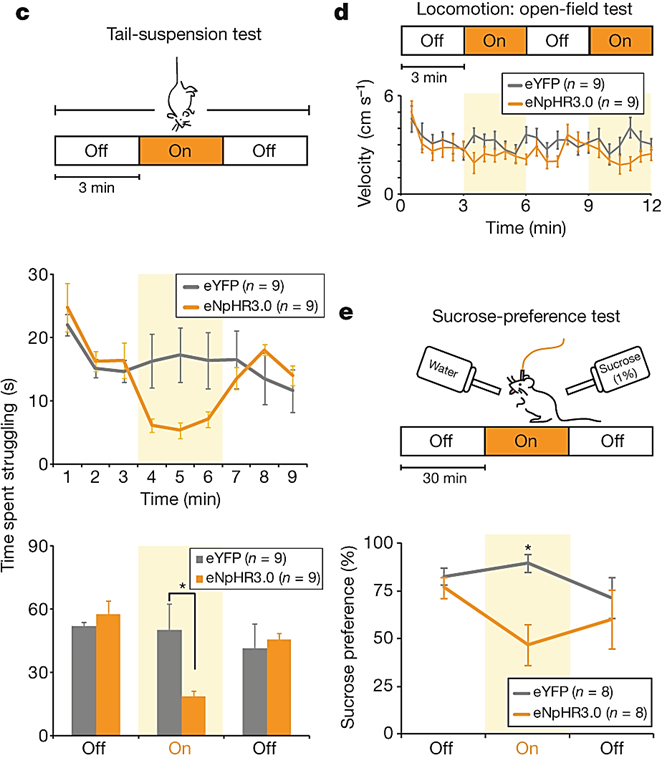 c
Tail-suspension test
Off On Off
3 min
30
20
10
0
Time spent struggling (s)
eYFP (n = 9)
eNpHR3.0 (n = 9)
1 2 3 4 5 6 7 8 9
Time (min)
90
60
30
0
eYFP (n = 9)
eNpHR3.0 (n = 9)
*
Off On Off
d
Locomotion: open-field test
Off On Off On
3 min
eYFP (n = 9)
eNpHR3.0 (n = 9)
Velocity (cm s⁻¹)
6
4
2
0
0 3 6 9 12
Time (min)
e
Sucrose-preference test
Water
Sucrose
(1%)
Off On Off
30 min
Sucrose preference (%)
100
75
50
75
0
*
eYFP (n = 8)
eNpHR3.0 (n = 8)
Off On Off